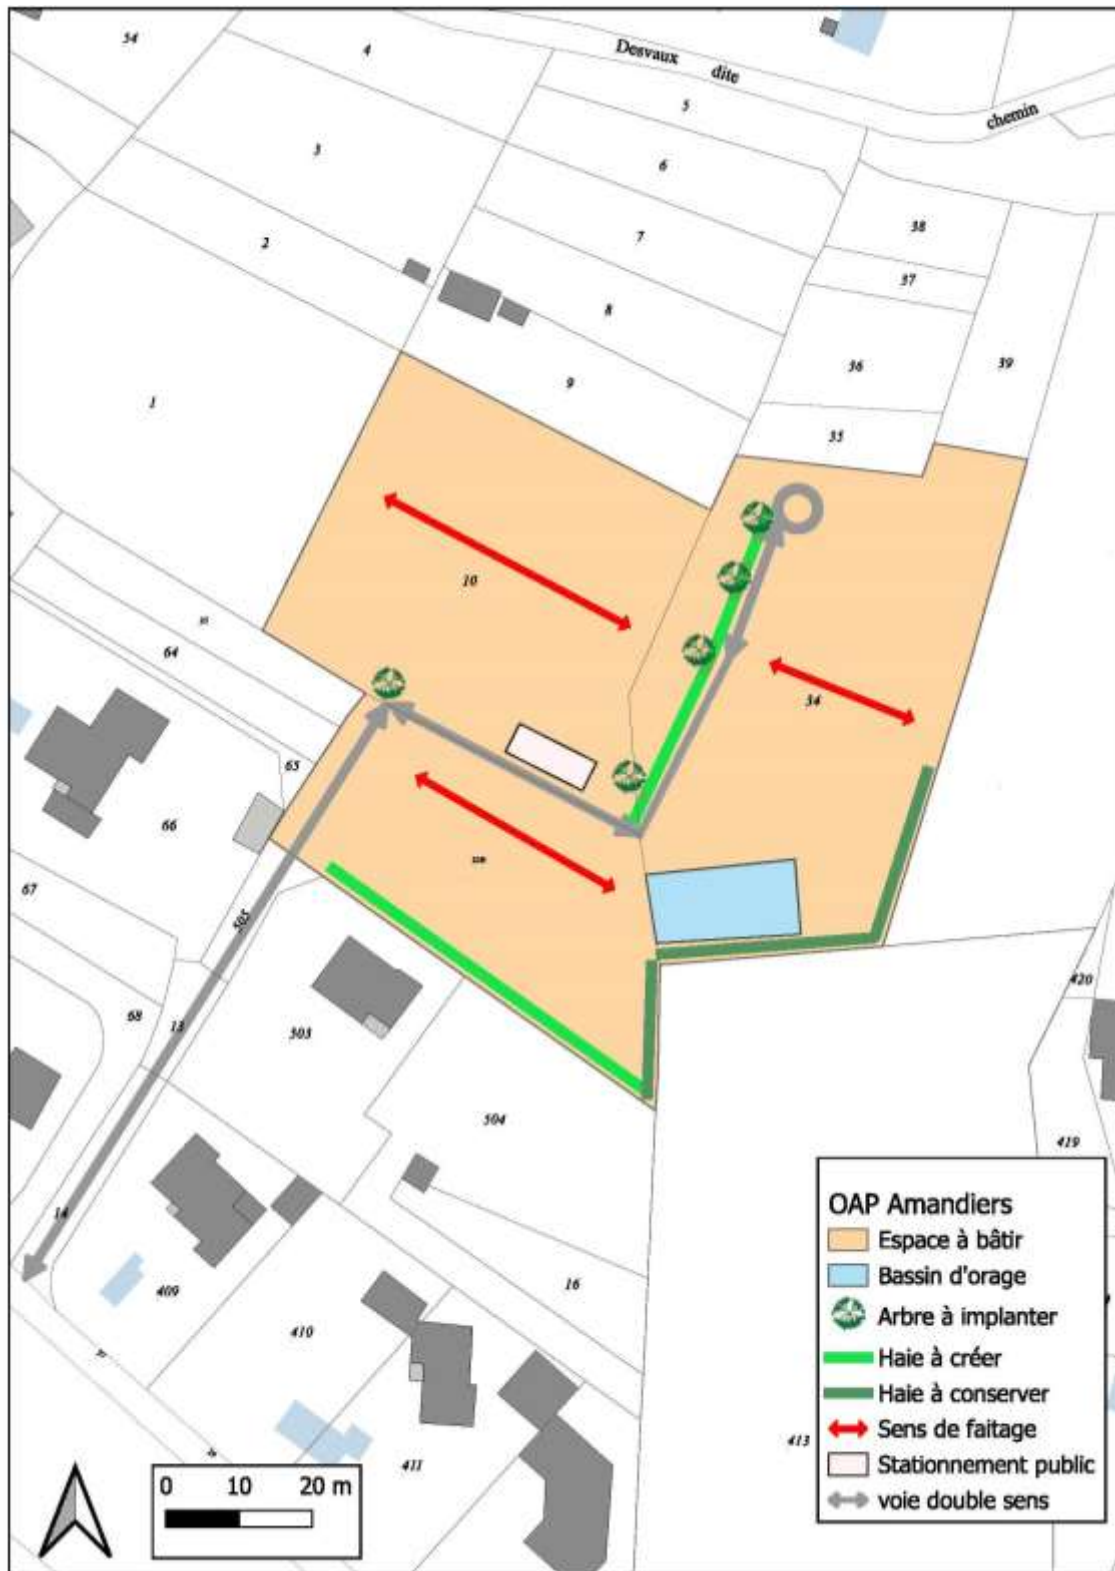 54
4
Desvaux dite
chemin
5
3
6
38
2
7
37
8
36
39
9
1
35
10
64
34
65
66
67
505
420
68
13
503
504
419
14
16
409
410
413
411
OAP Amandiers
Espace à bâtir
Bassin d'orage
Arbre à implanter
Haie à créer
Haie à conserver
Sens de faitage
Stationnement public
voie double sens
0 10 20 m